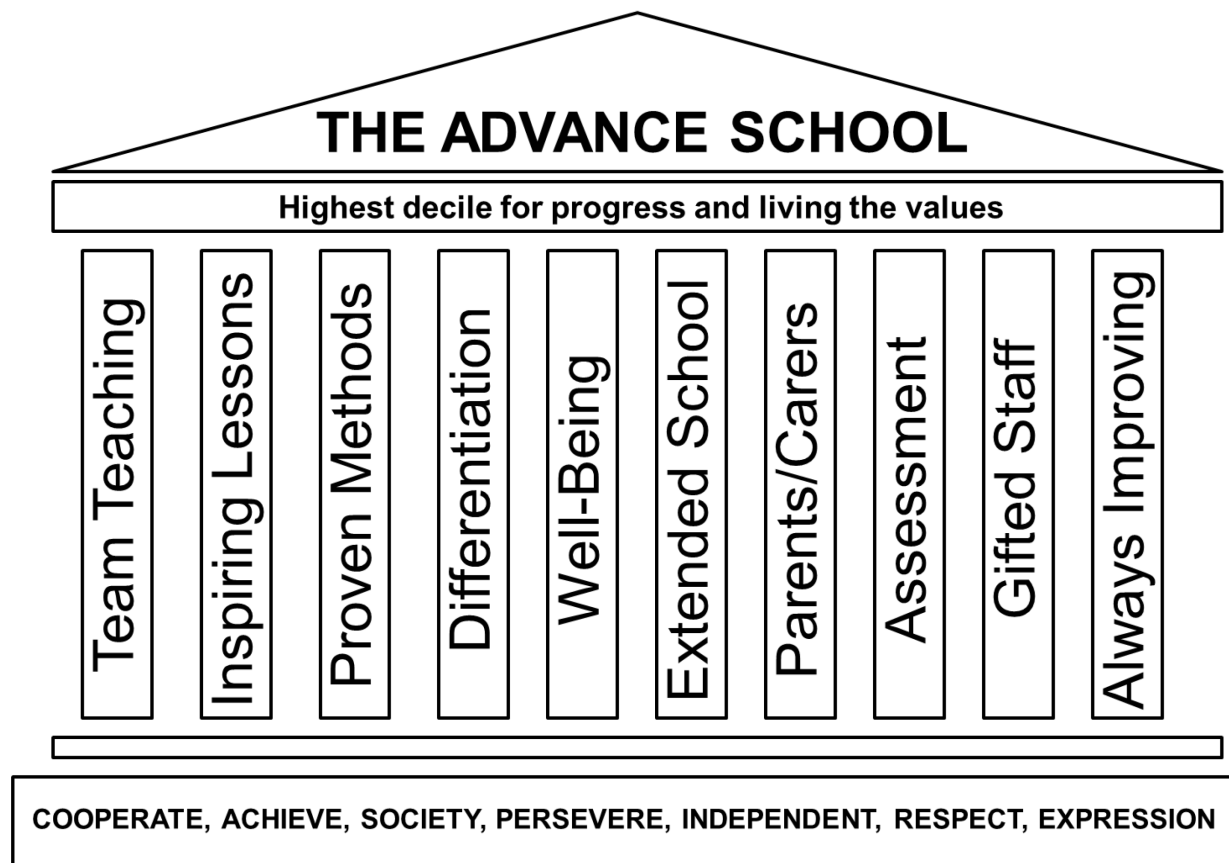 THE ADVANCE SCHOOL
Highest decile for progress and living the values
Team Teaching
Inspiring Lessons
Proven Methods
Differentiation
Well-Being
Extended School
Parents/Carers
Assessment
Gifted Staff
Always Improving
COOPERATE, ACHIEVE, SOCIETY, PERSEVERE, INDEPENDENT, RESPECT, EXPRESSION